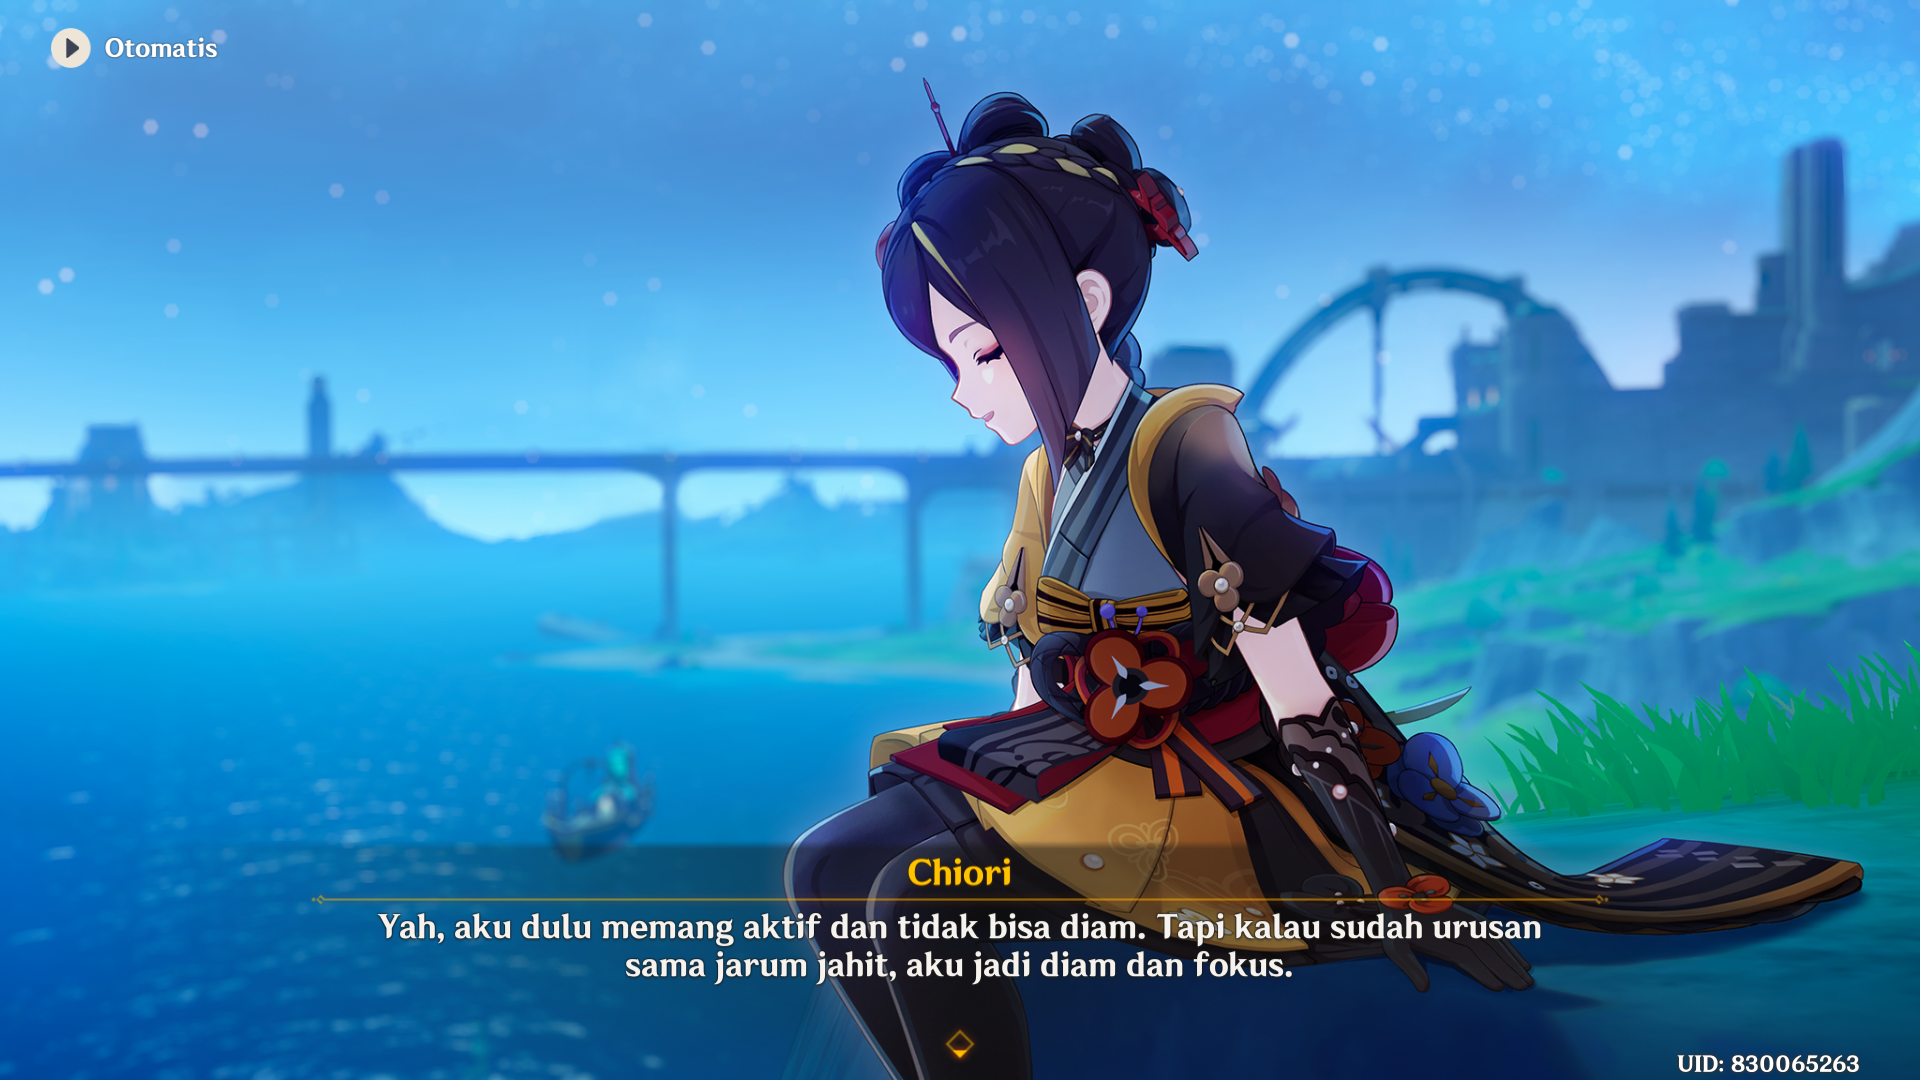 Otomatis
Chiori
Yah, aku dulu memang aktif dan tidak bisa diam. Tapi kalau sudah urusan
sama jarum jahit, aku jadi diam dan fokus.
UID: 830065263